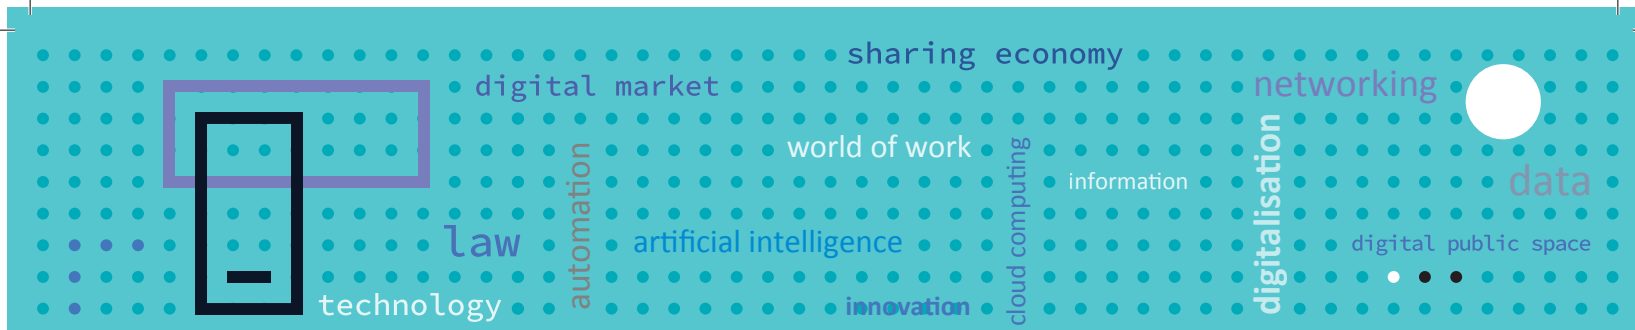 sharing economy
digital market
networking
world of work
information
data
automation
cloud computing
digitalisation
law
artificial intelligence
digital public space
technology
innovation